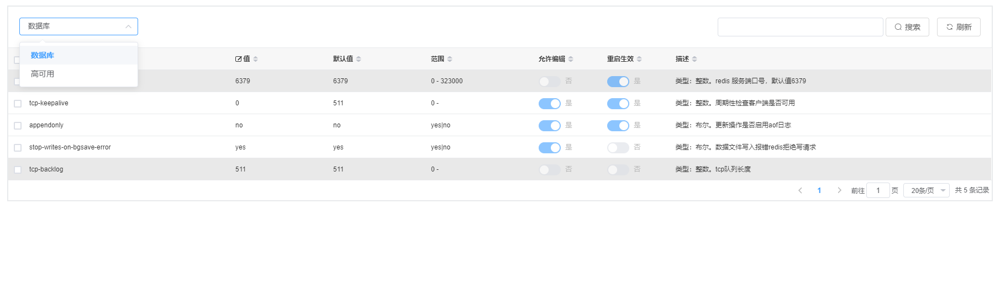 数据库 搜索 刷新
数据库
高可用
值 默认值 范围 允许编辑 重启生效 描述
6379 6379 0 - 323000 否 是 类型：整数。redis 服务端口号，默认值6379
tcp-keepalive 0 511 0 - 是 是 类型：整数。周期性检查客户端是否可用
appendonly no no yes|no 是 是 类型：布尔。更新操作是否启用aof日志
stop-writes-on-bgsave-error yes yes yes|no 是 否 类型：布尔。数据文件写入报错redis拒绝写请求
tcp-backlog 511 511 0 - 否 否 类型：整数。tcp队列长度
1 前往 1 页 20条/页 共 5 条记录